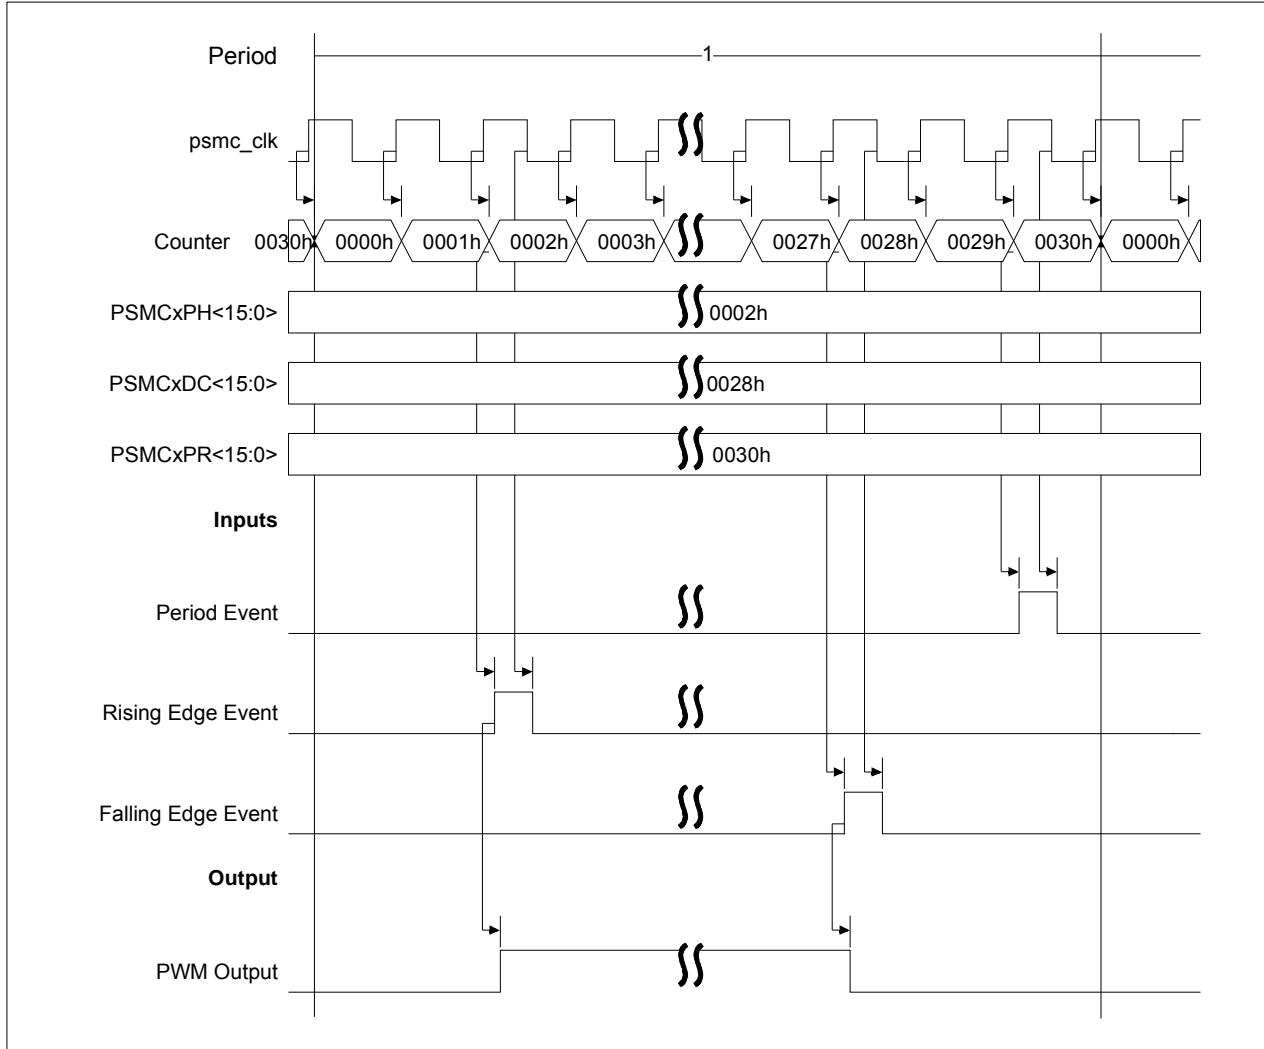 Period
1
psmc_clk
Counter 0030h 0000h 0001h 0002h 0003h 0027h 0028h 0029h 0030h 0000h
PSMCxPH<15:0> 0002h
PSMCxDC<15:0> 0028h
PSMCxPR<15:0> 0030h
Inputs
Period Event
Rising Edge Event
Falling Edge Event
Output
PWM Output